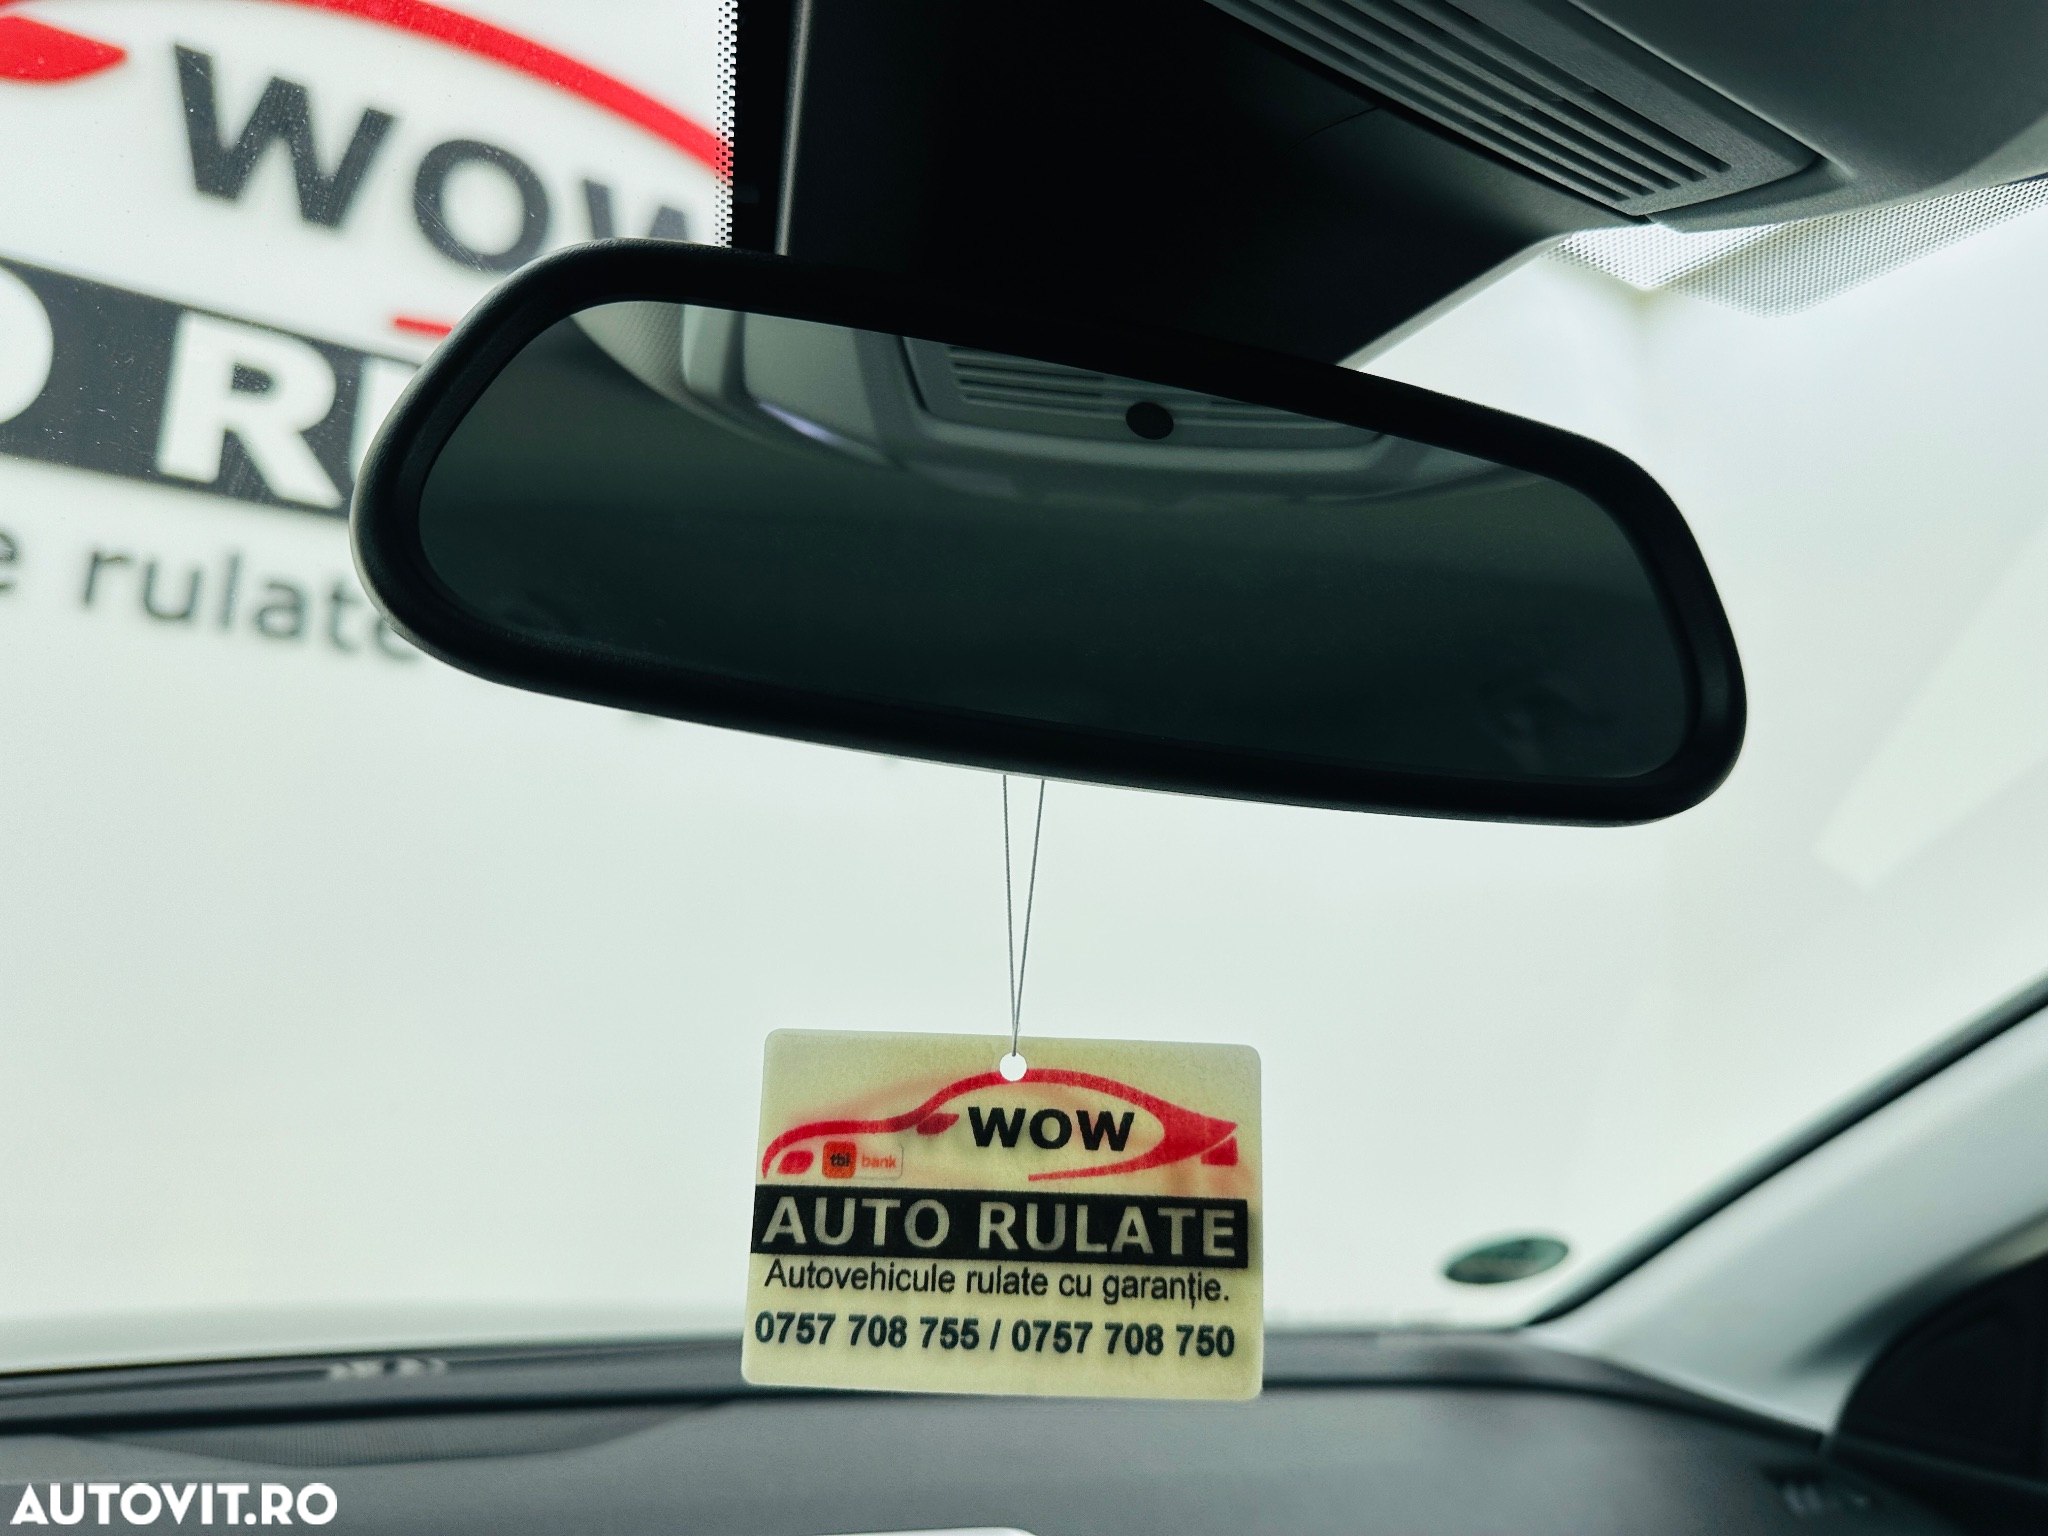 WOW
O RU
e rulate
WOW
tbi bank
AUTO RULATE
Autovehicule rulate cu garanție.
0757 708 755 / 0757 708 750
AUTOVIT.RO